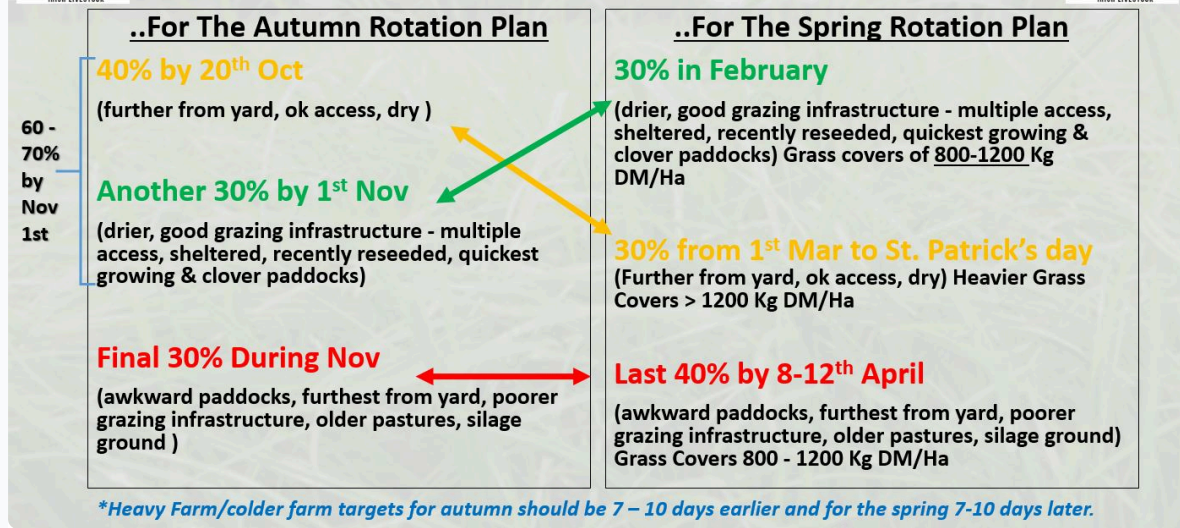 ..For The Autumn Rotation Plan
40% by 20th Oct
(further from yard, ok access, dry )
60 -
70%
by
Nov
1st
Another 30% by 1st Nov
(drier, good grazing infrastructure - multiple
access, sheltered, recently reseeded, quickest
growing & clover paddocks)
Final 30% During Nov
(awkward paddocks, furthest from yard, poorer
grazing infrastructure, older pastures, silage
ground )
..For The Spring Rotation Plan
30% in February
(drier, good grazing infrastructure - multiple access,
sheltered, recently reseeded, quickest growing &
clover paddocks) Grass covers of 800-1200 Kg
DM/Ha
30% from 1st Mar to St. Patrick's day
(Further from yard, ok access, dry) Heavier Grass
Covers > 1200 Kg DM/Ha
Last 40% by 8-12th April
(awkward paddocks, furthest from yard, poorer
grazing infrastructure, older pastures, silage ground)
Grass Covers 800 - 1200 Kg DM/Ha
*Heavy Farm/colder farm targets for autumn should be 7 – 10 days earlier and for the spring 7-10 days later.